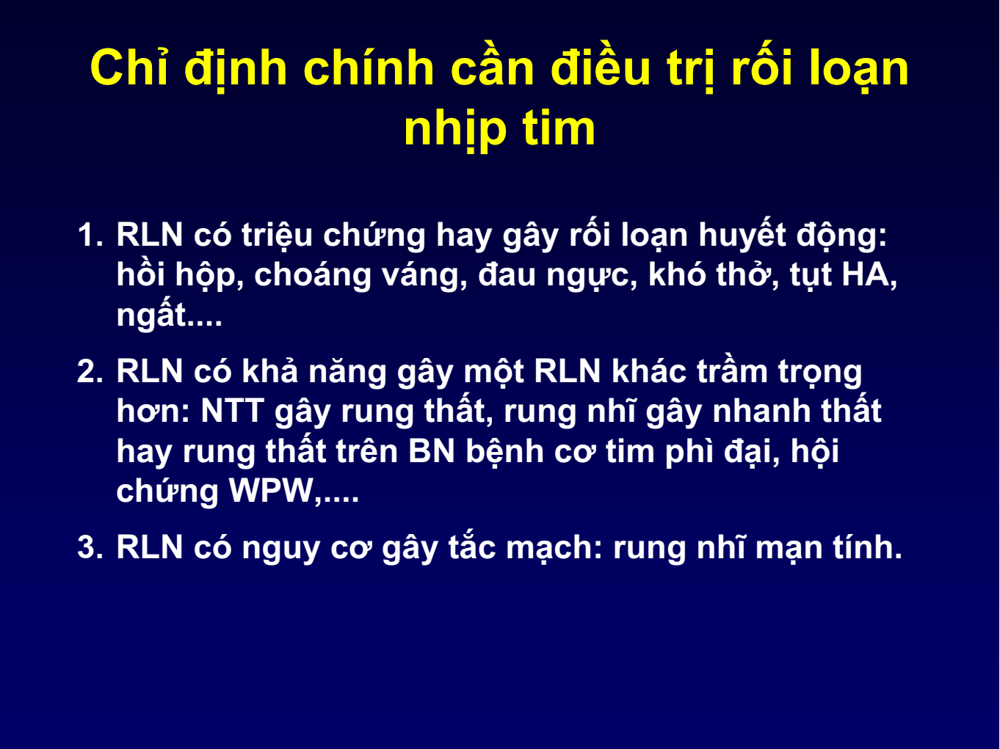 Chỉ định chính cần điều trị rối loạn
nhịp tim
1. RLN có triệu chứng hay gây rối loạn huyết động:
hồi hộp, choáng váng, đau ngực, khó thở, tụt HA,
ngất....
2. RLN có khả năng gây một RLN khác trầm trọng
hơn: NTT gây rung thất, rung nhĩ gây nhanh thất
hay rung thất trên BN bệnh cơ tim phì đại, hội
chứng WPW,....
3. RLN có nguy cơ gây tắc mạch: rung nhĩ mạn tính.